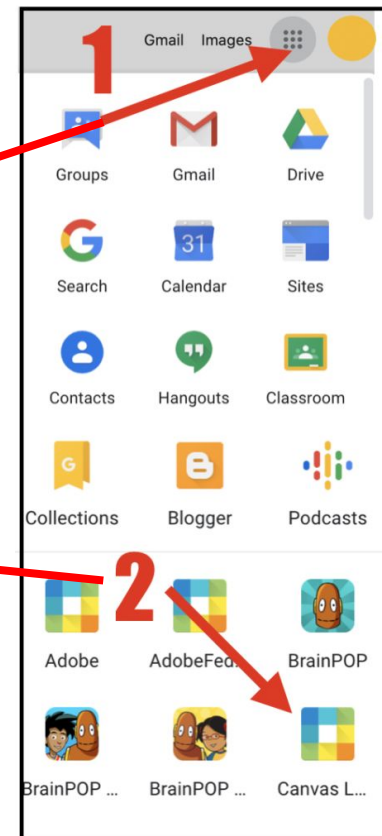 1 Gmail Images
Groups Gmail Drive
G
31
Search Calendar Sites
Contacts Hangouts Classroom
G
Collections Blogger Podcasts
2
Adobe AdobeFed. BrainPOP
BrainPOP ... BrainPOP ... Canvas L...